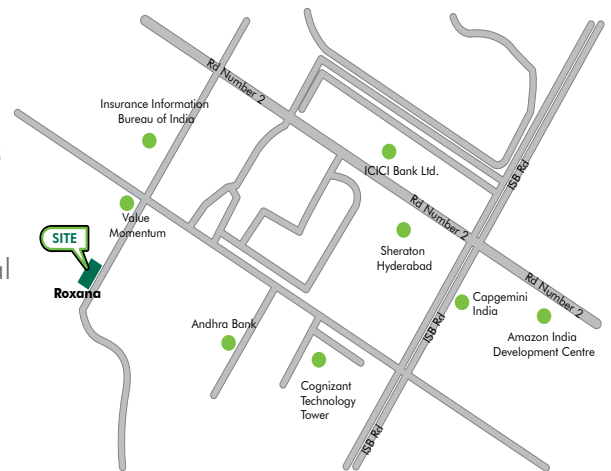 Rd Number 2
Insurance Information
Bureau of India
ICICI Bank Ltd.
ISB Rd
Value
Momentum
Rd Number 2
SITE
Sheraton
Hyderabad
al
Roxana
Rd Number 2
Capgemini
India
Andhra Bank
ISB Rd
Amazon India
Development Centre
Cognizant
Technology
Tower
ISB Rd